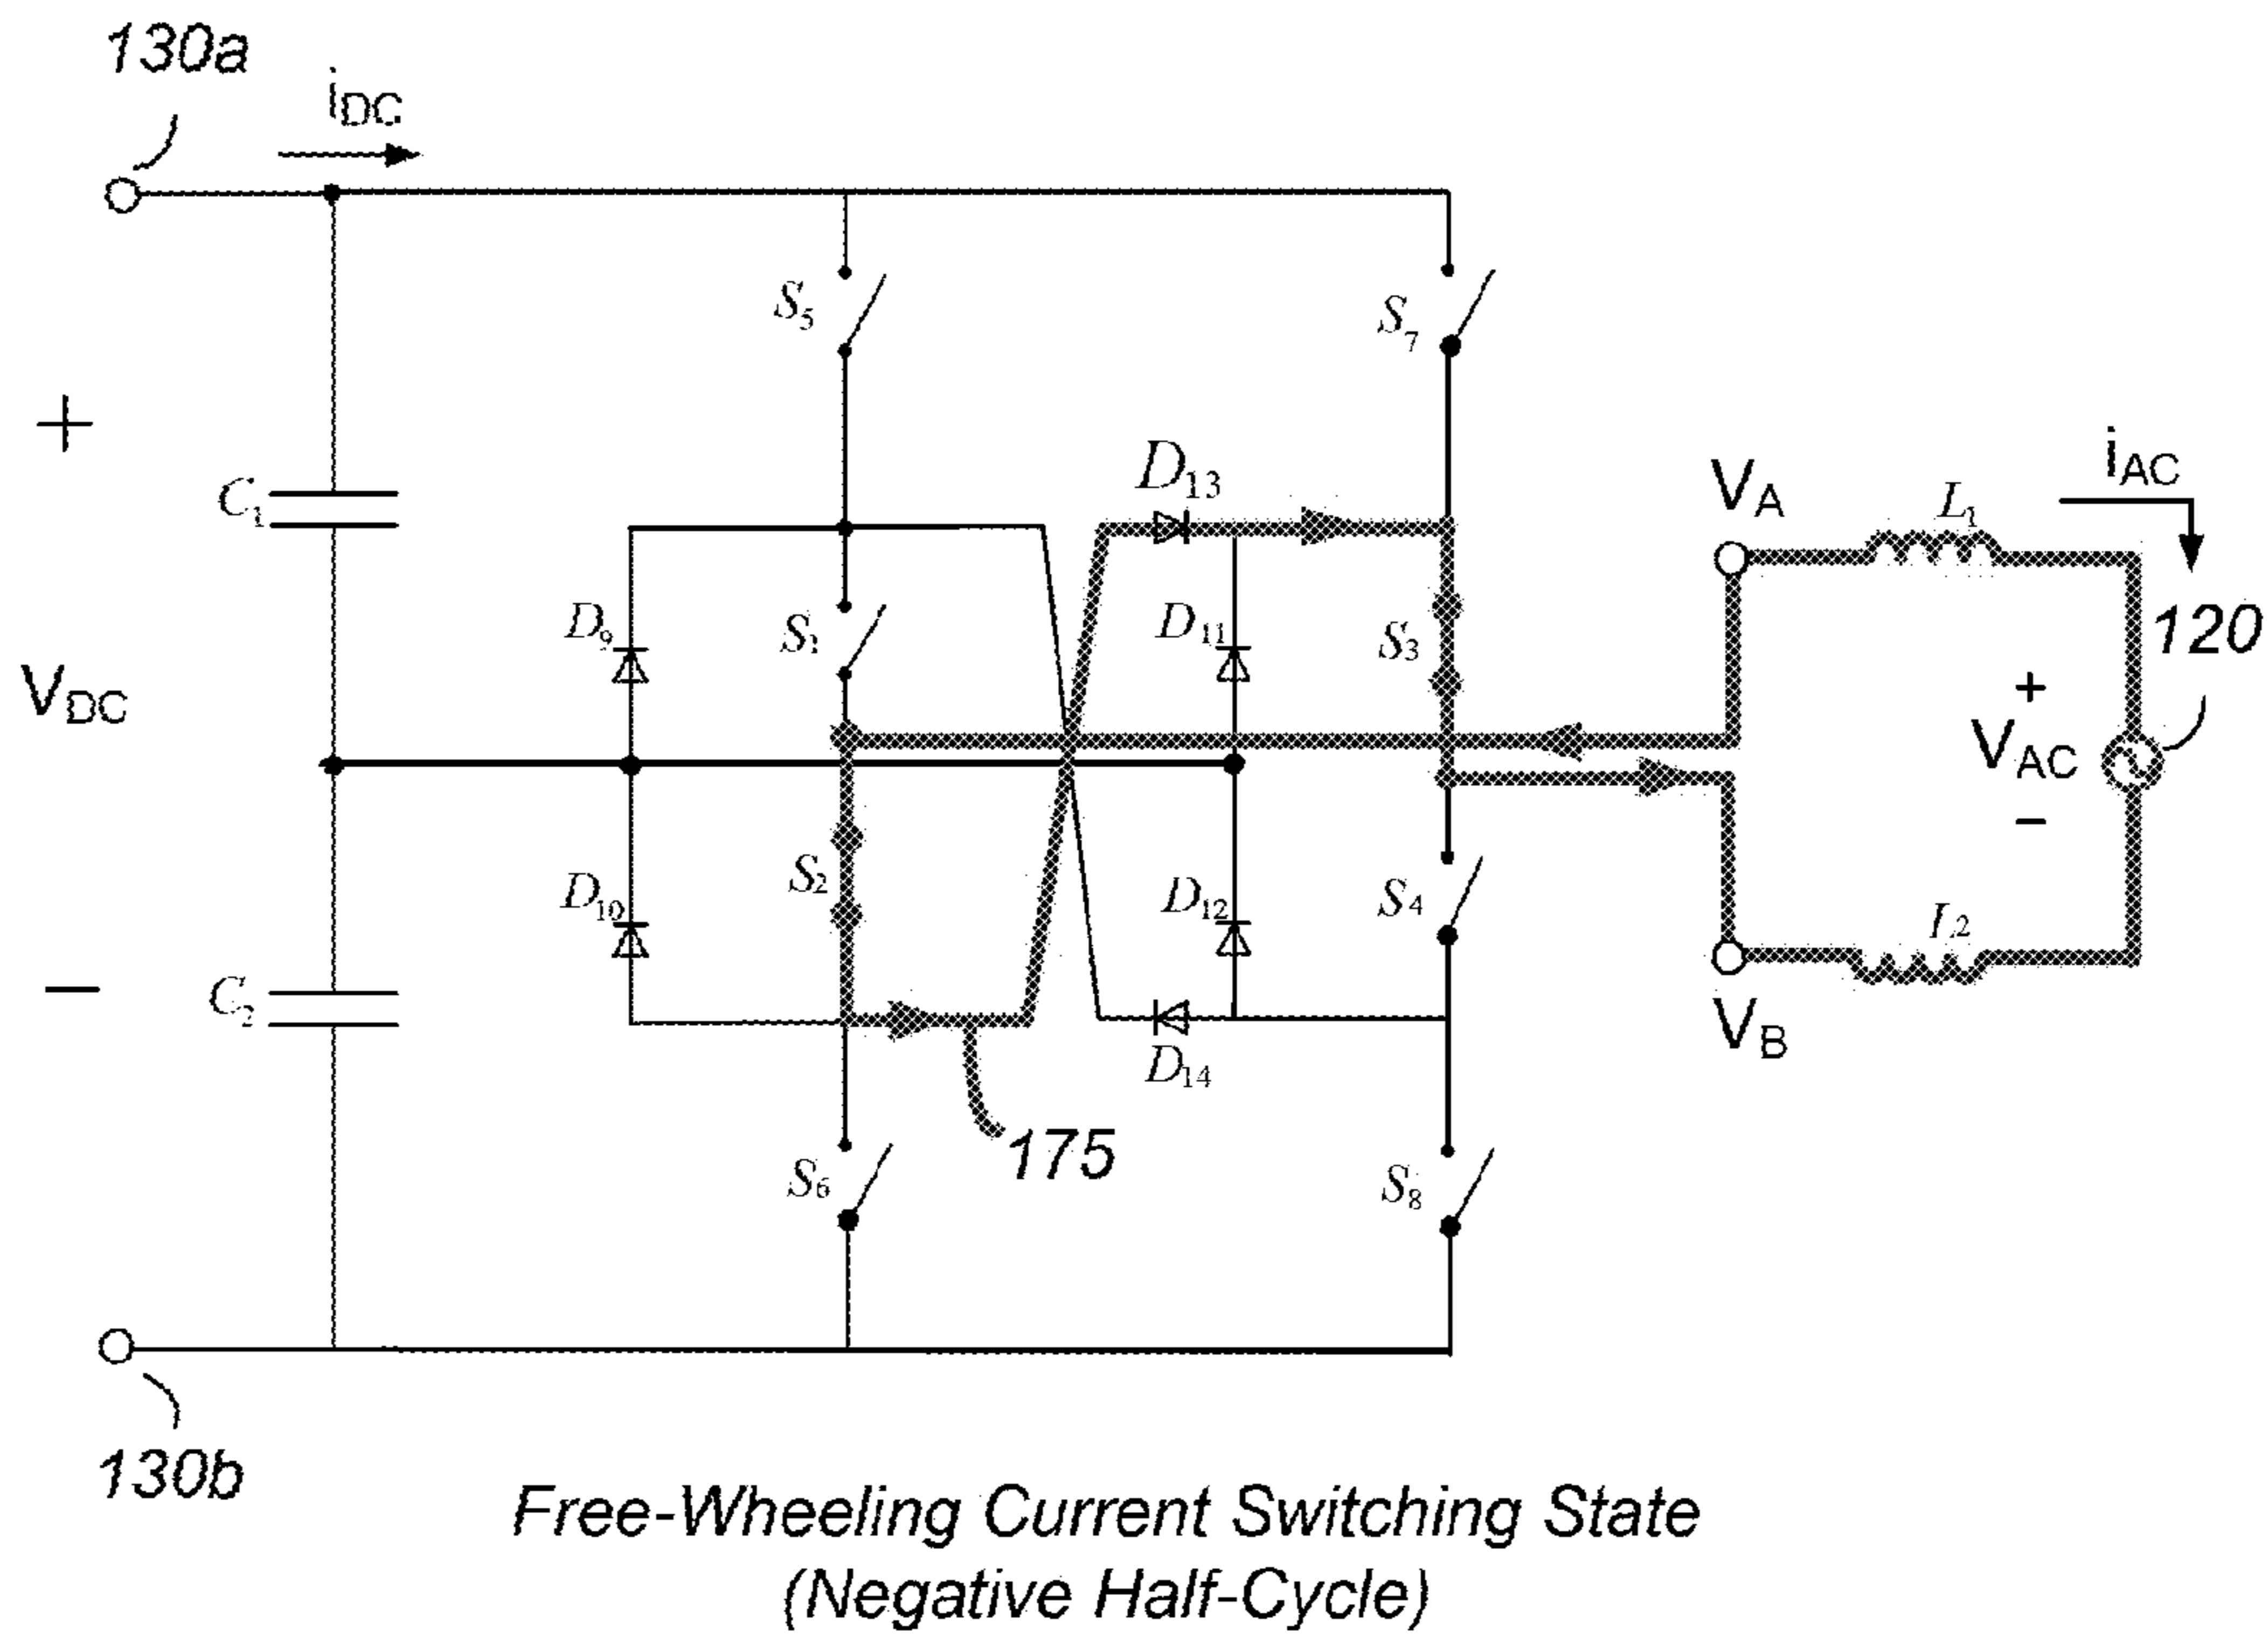 130a
iDC
S5
S7
+
D13
VA
iAC
L1
C1
120
D9
S1
D11
S3
VDC
+
VAC
−
S2
D10
D12
S4
L2
−
C2
VB
D14
175
S6
S8
130b
Free-Wheeling Current Switching State
(Negative Half-Cycle)